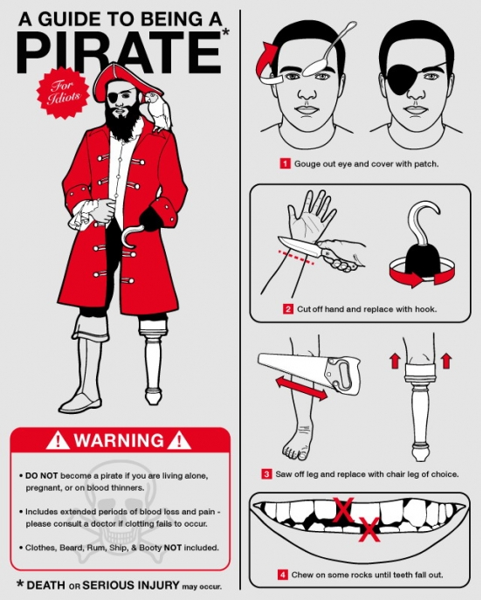 A GUIDE TO BEING A
PIRATE*
For
Idiots
WARNING
• DO NOT become a pirate if you are living alone,
pregnant, or on blood thinners.
• Includes extended periods of blood loss and pain -
please consult a doctor if clotting fails to occur.
• Clothes, Beard, Rum, Ship, & Booty NOT included.
* DEATH OR SERIOUS INJURY may occur.
1 Gouge out eye and cover with patch.
2 Cut off hand and replace with hook.
3 Saw off leg and replace with chair leg of choice.
X
X
4 Chew on some rocks until teeth fall out.